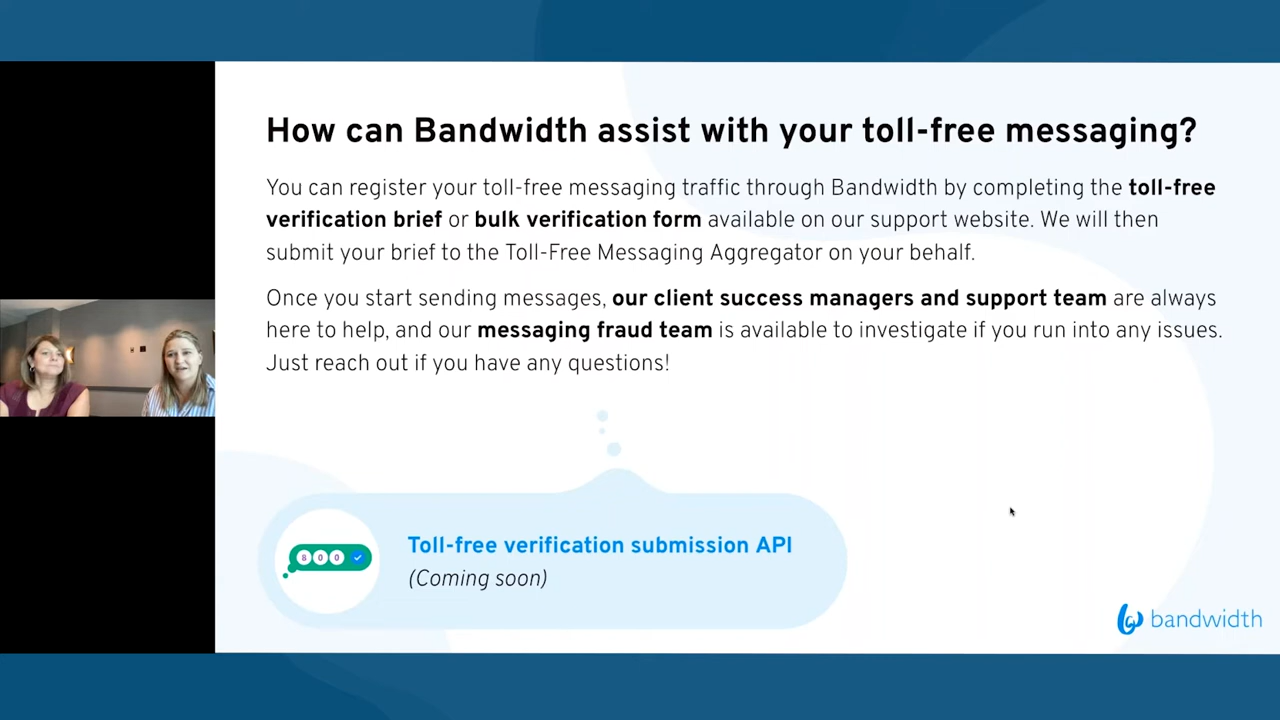 How can Bandwidth assist with your toll-free messaging?
You can register your toll-free messaging traffic through Bandwidth by completing the toll-free
verification brief or bulk verification form available on our support website. We will then
submit your brief to the Toll-Free Messaging Aggregator on your behalf.
Once you start sending messages, our client success managers and support team are always
here to help, and our messaging fraud team is available to investigate if you run into any issues.
Just reach out if you have any questions!
800
Toll-free verification submission API
(Coming soon)
bandwidth